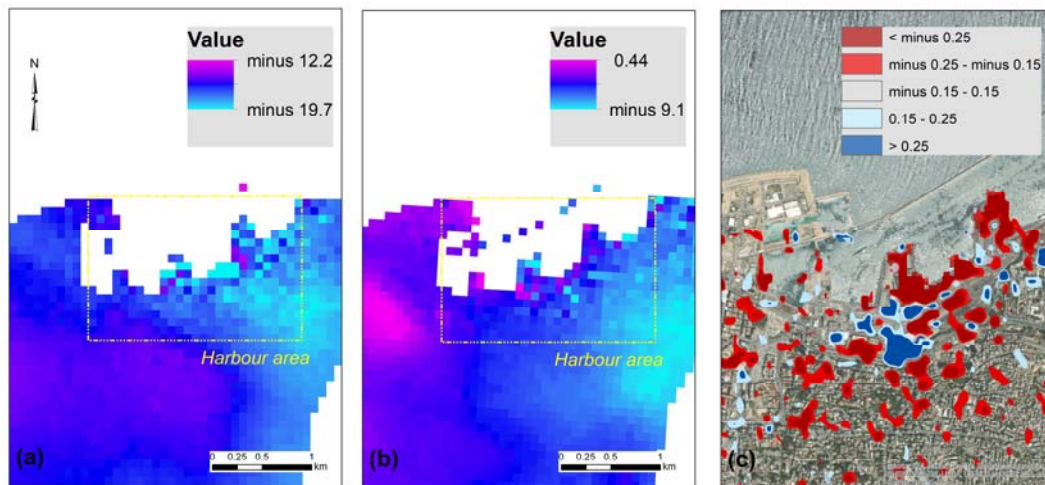 N
Value
minus 12.2
minus 19.7
Harbour area
0 0.25 0.5 1
km
(a)
Value
0.44
minus 9.1
Harbour area
0 0.25 0.5 1
km
(b)
< minus 0.25
minus 0.25 - minus 0.15
minus 0.15 - 0.15
0.15 - 0.25
> 0.25
(c)